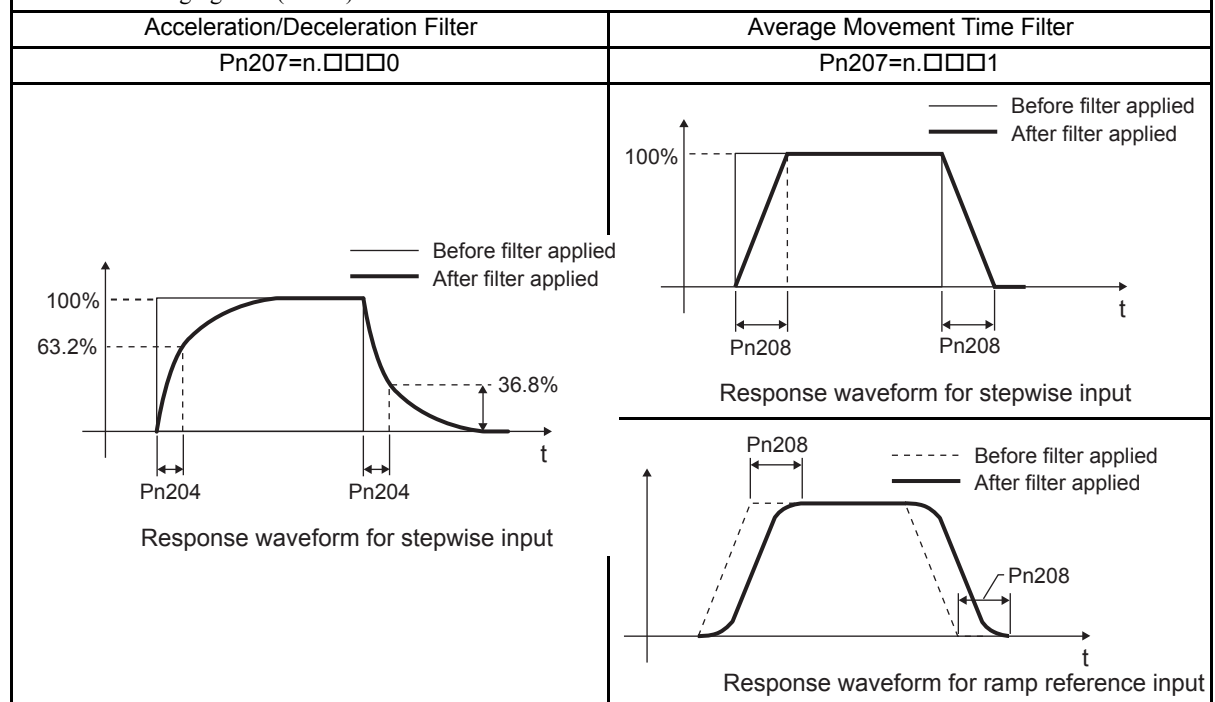 Acceleration/Deceleration Filter
Average Movement Time Filter
Pn207=n.□□□0
Pn207=n.□□□1
Before filter applied
After filter applied
100%
63.2%
36.8%
t
Pn204
Pn204
Response waveform for stepwise input
Before filter applied
After filter applied
100%
t
Pn208
Pn208
Response waveform for stepwise input
Pn208
Before filter applied
After filter applied
Pn208
t
Response waveform for ramp reference input